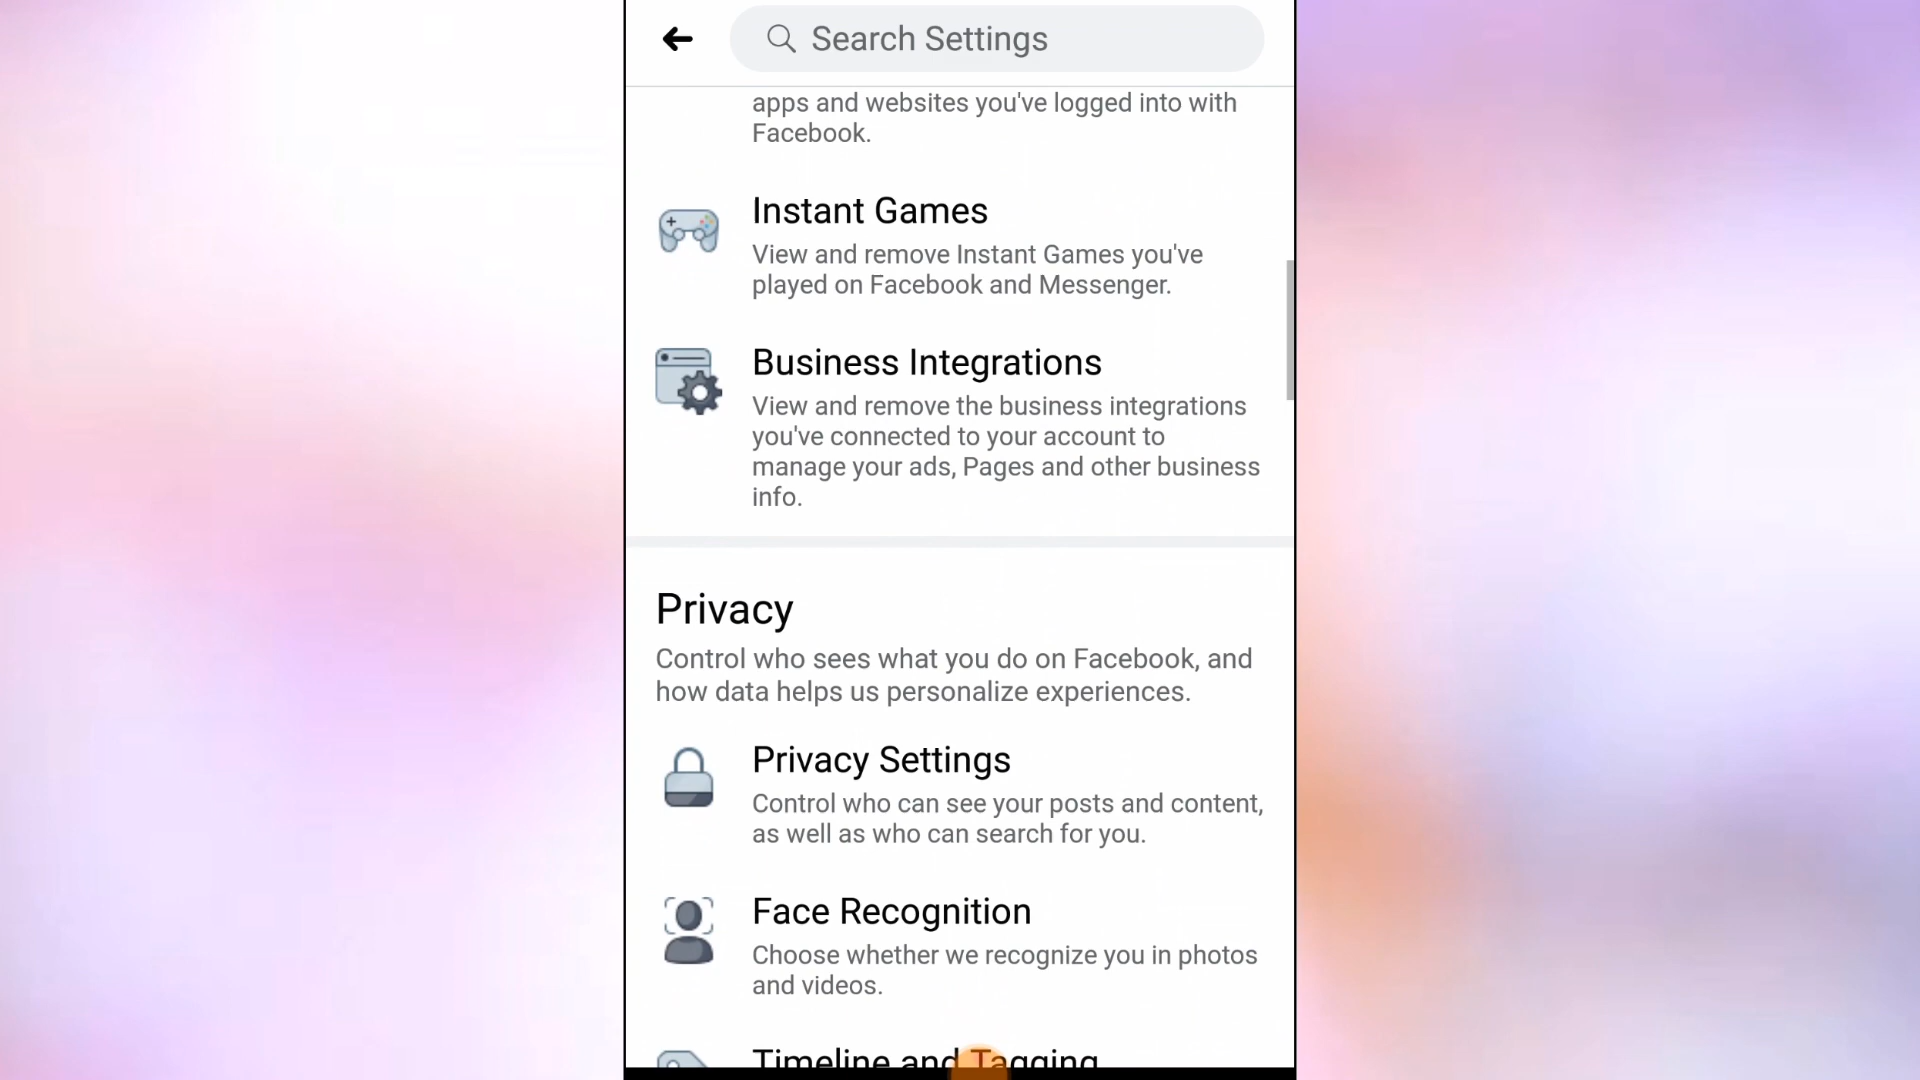 Search Settings
apps and websites you've logged into with
Facebook.
Instant Games
View and remove Instant Games you've
played on Facebook and Messenger.
Business Integrations
View and remove the business integrations
you've connected to your account to
manage your ads, Pages and other business
info.
Privacy
Control who sees what you do on Facebook, and
how data helps us personalize experiences.
Privacy Settings
Control who can see your posts and content,
as well as who can search for you.
Face Recognition
Choose whether we recognize you in photos
and videos.
Timeline and Tagging